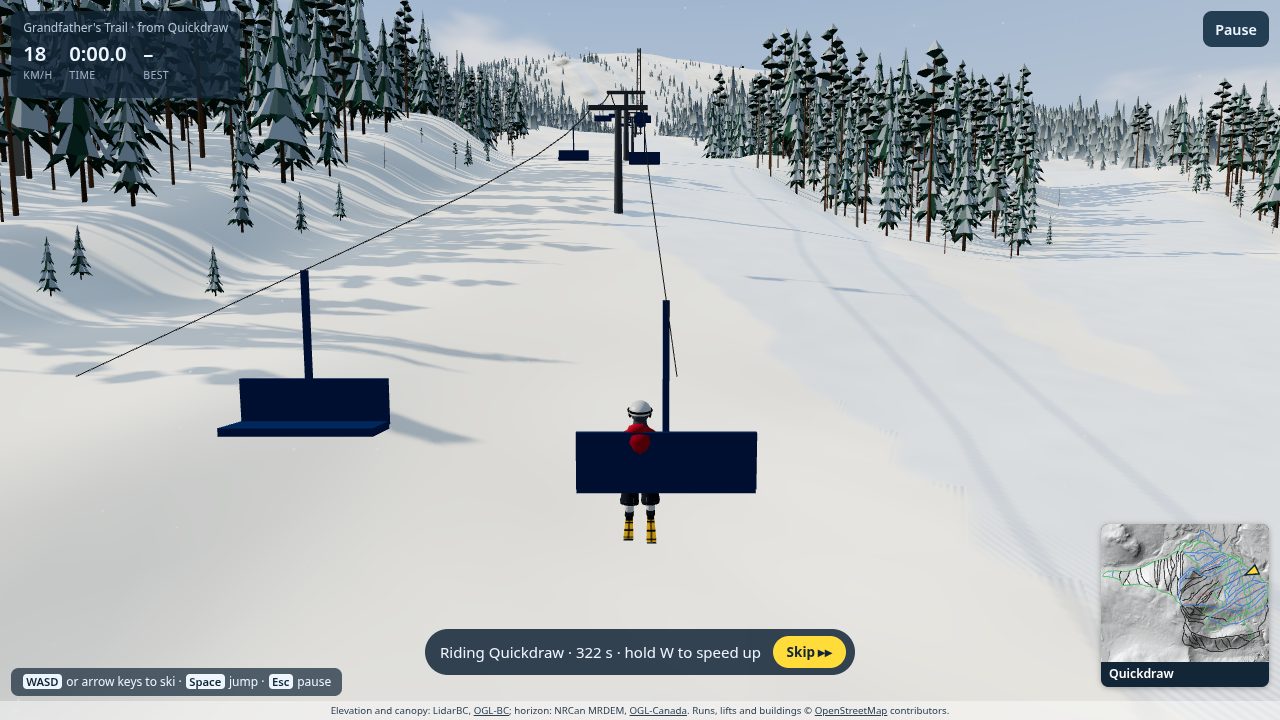 Grandfather's Trail · from Quickdraw
18 0:00.0 –
KM/H TIME BEST
Pause
Riding Quickdraw · 322 s · hold W to speed up Skip ▸▸
Quickdraw
WASD or arrow keys to ski · Space jump · Esc pause
Elevation and canopy: LidarBC, OGL-BC; horizon: NRCan MRDEM, OGL-Canada. Runs, lifts and buildings © OpenStreetMap contributors.